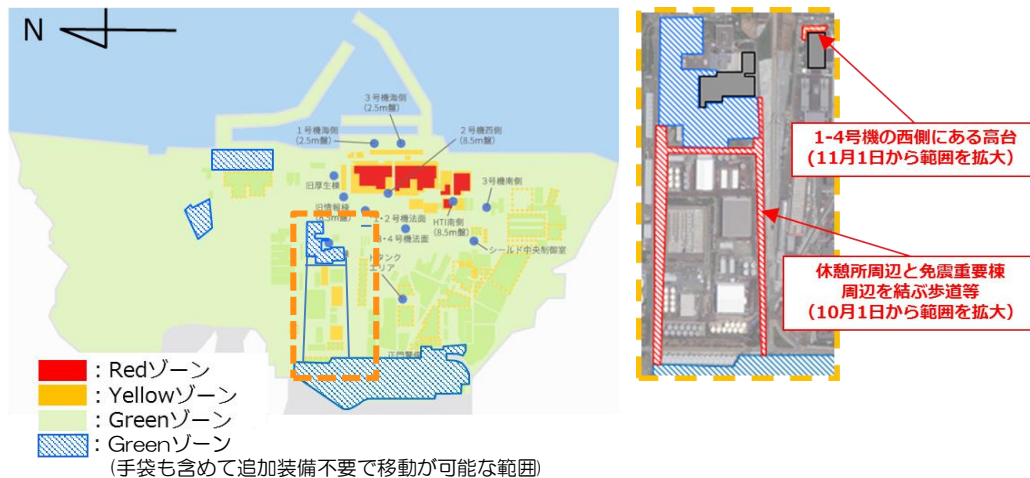 N
3号機海側
(2.5m盤)
1号機海側
(2.5m盤)
2号機西側
(8.5m盤)
旧厚生棟
3号機南側
旧情報棟
(8.5m盤)
1・2号機法面
HTI南側
(8.5m盤)
3・4号機法面
シールド中央制御室
タンク
エリア
正門警備
:Redゾーン
:Yellowゾーン
:Greenゾーン
:Greenゾーン
(手袋も含めて追加装備不要で移動が可能な範囲)
1-4号機の西側にある高台
(11月1日から範囲を拡大)
休憩所周辺と免震重要棟
周辺を結ぶ歩道等
(10月1日から範囲を拡大)